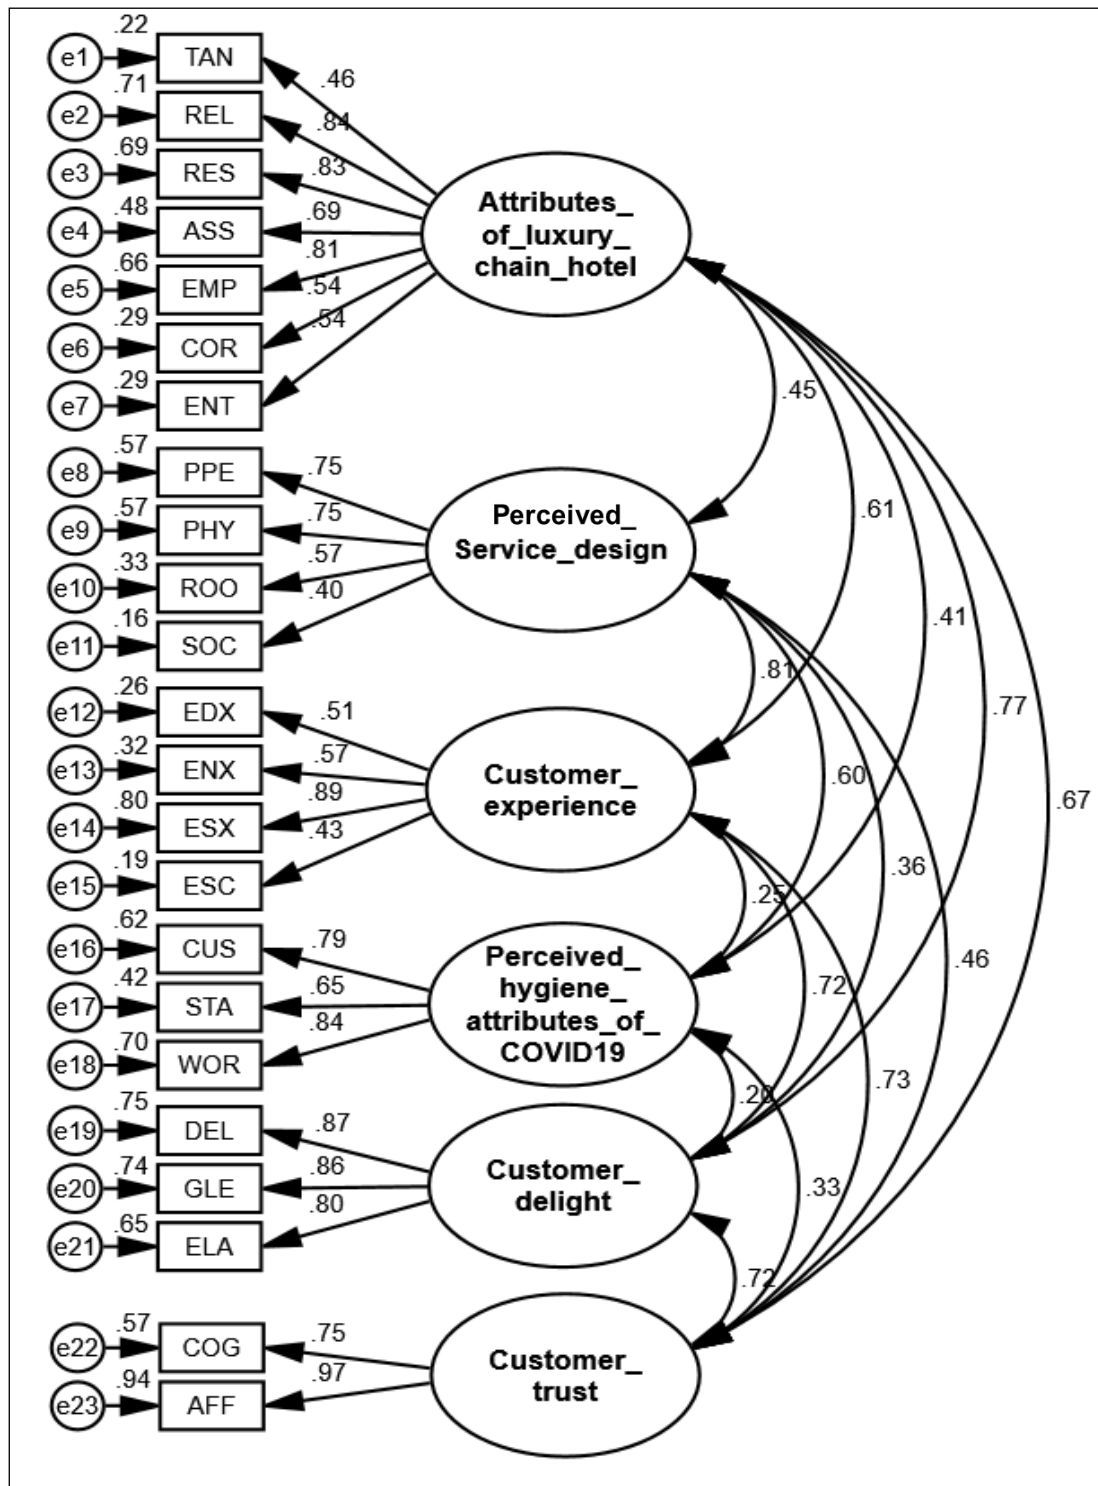 .22
e1 TAN
.46
.71
e2 REL
.84
.69
e3 RES
.83
.48
e4 ASS
.69
.66
e5 EMP
.81
.29
e6 COR
.54
.29
e7 ENT
.54
Attributes_
of_luxury_
chain_hotel
.45
.57
e8 PPE
.75
.57
e9 PHY
.75
.33
e10 ROO
.57
.16
e11 SOC
.40
Perceived_
Service_design
.61
.41
.81
.77
.26
e12 EDX
.51
.32
e13 ENX
.57
.80
e14 ESX
.89
.19
e15 ESC
.43
Customer_
experience
.60
.67
.36
.25
.62
e16 CUS
.79
.42
e17 STA
.65
.70
e18 WOR
.84
Perceived_
hygiene_
attributes_of_
COVID19
.46
.72
.73
.20
.75
e19 DEL
.87
.74
e20 GLE
.86
.65
e21 ELA
.80
Customer_
delight
.33
.72
.57
e22 COG
.75
.94
e23 AFF
.97
Customer_
trust